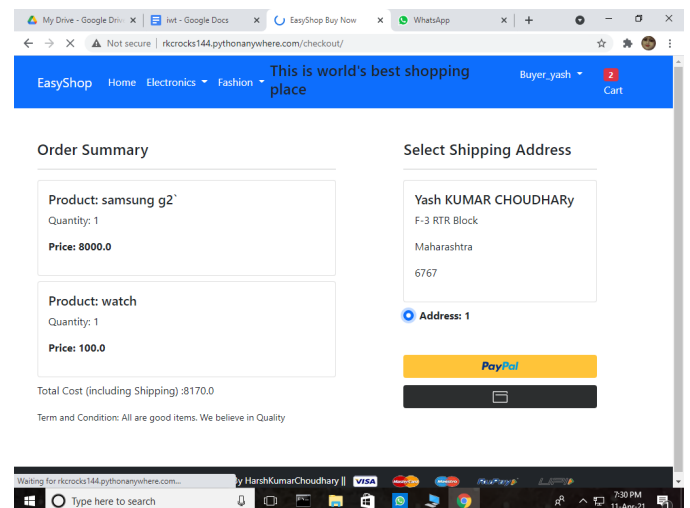 My Drive - Google Driv
iwt - Google Docs
EasyShop Buy Now
WhatsApp
Not secure | rkcrocks144.pythonanywhere.com/checkout/
EasyShop Home Electronics Fashion
This is world's best shopping
place
Buyer_yash
2
Cart
Order Summary
Product: samsung g2`
Quantity: 1
Price: 8000.0
Product: watch
Quantity: 1
Price: 100.0
Total Cost (including Shipping) :8170.0
Term and Condition: All are good items. We believe in Quality
Select Shipping Address
Yash KUMAR CHOUDHARy
F-3 RTR Block
Maharashtra
6767
Address: 1
PayPal
Waiting for rkcrocks144.pythonanywhere.com...
y HarshKumarChoudhary || VISA MasterCard Maestro RuPay UPI
Type here to search
7:30 PM
11-Apr-21